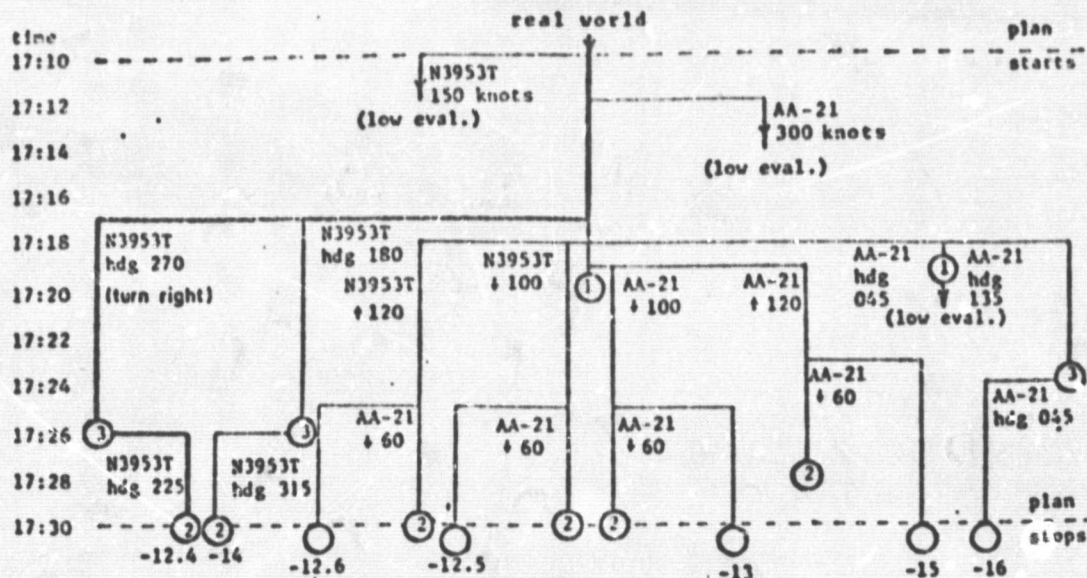 real world
time
plan
17:10
starts
N3953T
150 knots
(low eval.)
17:12
AA-21
300 knots
(low eval.)
17:14
17:16
17:18
N3953T
hdg 270
(turn right)
N3953T
hdg 180
N3953T
↑ 120
N3953T
↓ 100
1
AA-21
↓ 100
AA-21
↑ 120
AA-21
hdg
045
1
AA-21
hdg
135
(low eval.)
17:20
17:22
17:24
AA-21
↓ 60
3
AA-21
hdg 045
17:26
3
3
AA-21
↓ 60
AA-21
↓ 60
AA-21
↓ 60
N3953T
hdg 225
N3953T
hdg 315
17:28
2
plan
17:30
2
2
2
2
2
stops
-12.4
-14
-12.6
-12.5
-13
-15
-16